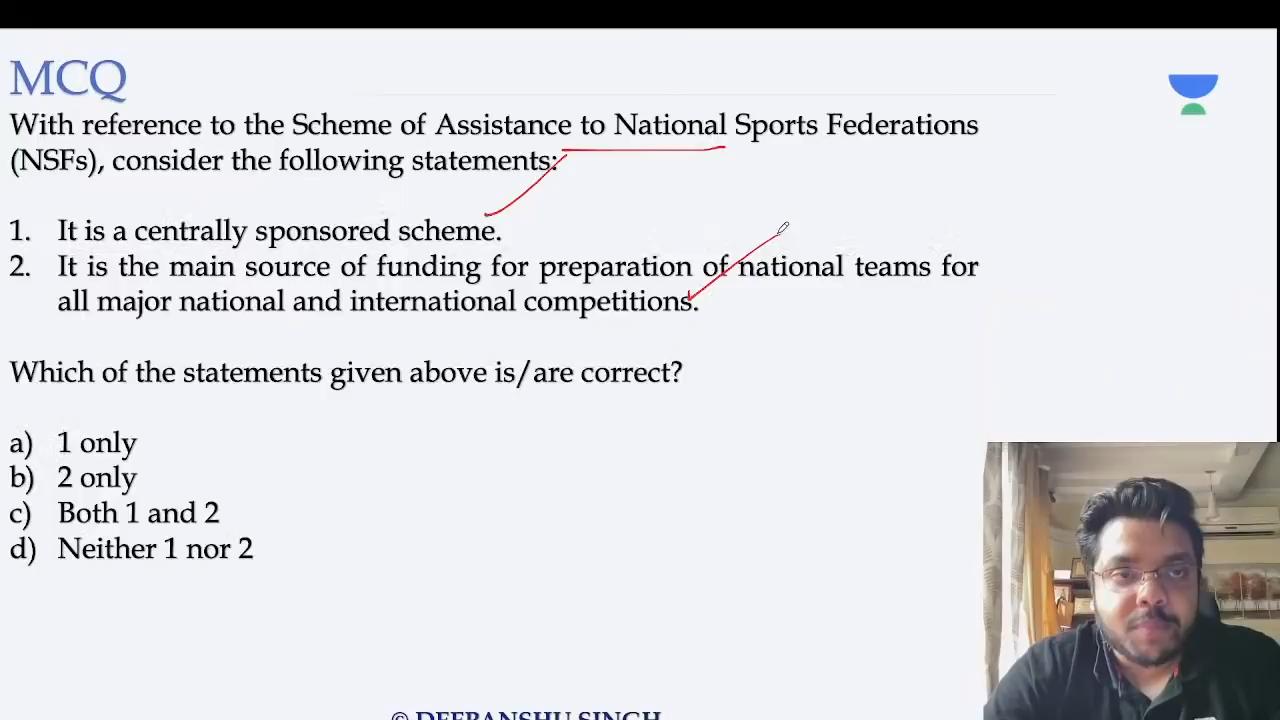 MCQ
With reference to the Scheme of Assistance to National Sports Federations
(NSFs), consider the following statements:
1. It is a centrally sponsored scheme.
2. It is the main source of funding for preparation of national teams for
all major national and international competitions.
Which of the statements given above is/are correct?
a) 1 only
b) 2 only
c) Both 1 and 2
d) Neither 1 nor 2
© DEEPANSHU SINGH